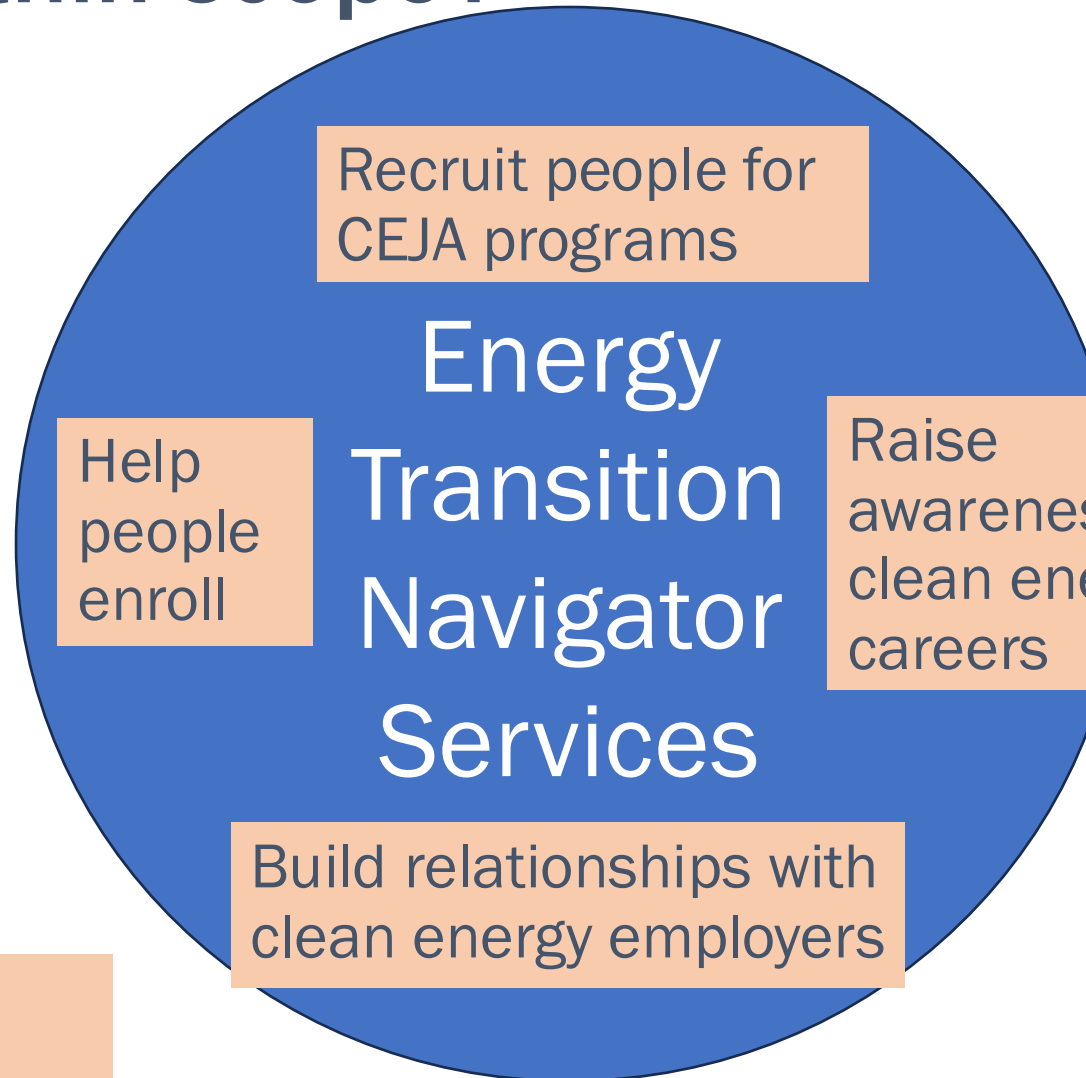 Recruit people for
CEJA programs
Energy
Transition
Navigator
Services
Help
people
enroll
Raise
clean
careers
Build relationships with
clean energy employers